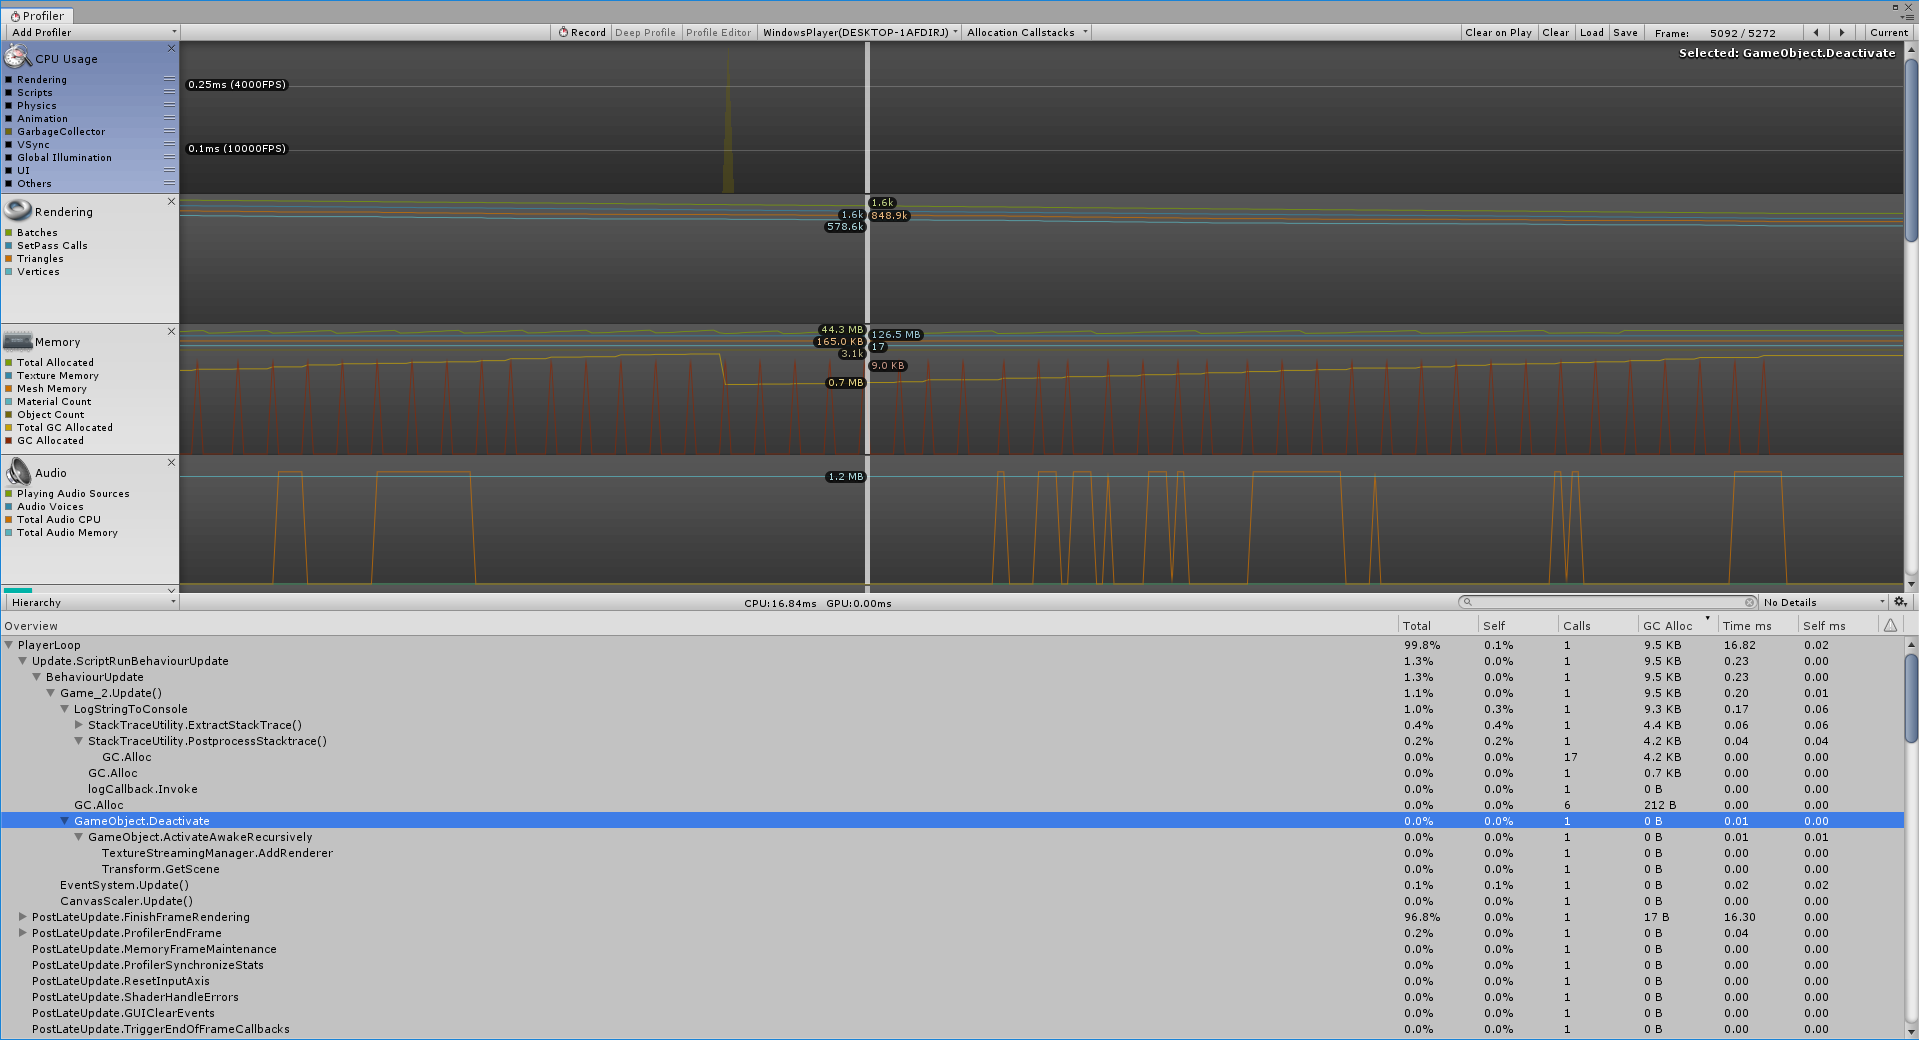 Profiler
Add Profiler
Record Deep Profile Profile Editor WindowsPlayer(DESKTOP-1AFDIRJ) Allocation Callstacks Clear on Play Clear Load Save Frame: 5092 / 5272 Current
CPU Usage
Rendering
Scripts
Physics
Animation
GarbageCollector
VSync
Global Illumination
UI
Others
Selected: GameObject.Deactivate
0.25ms (4000FPS)
0.1ms (10000FPS)
Rendering
Batches
SetPass Calls
Triangles
Vertices
1.6k
1.6k 848.9k
578.6k
Memory
Total Allocated
Texture Memory
Mesh Memory
Material Count
Object Count
Total GC Allocated
GC Allocated
44.3 MB 126.5 MB
165.0 KB 17
3.1k
9.0 KB
0.7 MB
Audio
Playing Audio Sources
Audio Voices
Total Audio CPU
Total Audio Memory
1.2 MB
Hierarchy CPU:16.84ms GPU:0.00ms No Details
Overview Total Self Calls GC Alloc Time ms Self ms
PlayerLoop 99.8% 0.1% 1 9.5 KB 16.82 0.02
Update.ScriptRunBehaviourUpdate 1.3% 0.0% 1 9.5 KB 0.23 0.00
BehaviourUpdate 1.3% 0.0% 1 9.5 KB 0.23 0.00
Game_2.Update() 1.1% 0.0% 1 9.5 KB 0.20 0.01
LogStringToConsole 1.0% 0.3% 1 9.3 KB 0.17 0.06
StackTraceUtility.ExtractStackTrace() 0.4% 0.4% 1 4.4 KB 0.06 0.06
StackTraceUtility.PostprocessStacktrace() 0.2% 0.2% 1 4.2 KB 0.04 0.04
GC.Alloc 0.0% 0.0% 17 4.2 KB 0.00 0.00
GC.Alloc 0.0% 0.0% 1 0.7 KB 0.00 0.00
logCallback.Invoke 0.0% 0.0% 1 0 B 0.00 0.00
GC.Alloc 0.0% 0.0% 6 212 B 0.00 0.00
GameObject.Deactivate 0.0% 0.0% 1 0 B 0.01 0.00
GameObject.ActivateAwakeRecursively 0.0% 0.0% 1 0 B 0.01 0.01
TextureStreamingManager.AddRenderer 0.0% 0.0% 1 0 B 0.00 0.00
Transform.GetScene 0.0% 0.0% 1 0 B 0.00 0.00
EventSystem.Update() 0.1% 0.1% 1 0 B 0.02 0.02
CanvasScaler.Update() 0.0% 0.0% 1 0 B 0.00 0.00
PostLateUpdate.FinishFrameRendering 96.8% 0.0% 1 17 B 16.30 0.00
PostLateUpdate.ProfilerEndFrame 0.2% 0.0% 1 0 B 0.04 0.00
PostLateUpdate.MemoryFrameMaintenance 0.0% 0.0% 1 0 B 0.00 0.00
PostLateUpdate.ProfilerSynchronizeStats 0.0% 0.0% 1 0 B 0.00 0.00
PostLateUpdate.ResetInputAxis 0.0% 0.0% 1 0 B 0.00 0.00
PostLateUpdate.ShaderHandleErrors 0.0% 0.0% 1 0 B 0.00 0.00
PostLateUpdate.GUIClearEvents 0.0% 0.0% 1 0 B 0.00 0.00
PostLateUpdate.TriggerEndOfFrameCallbacks 0.0% 0.0% 1 0 B 0.00 0.00